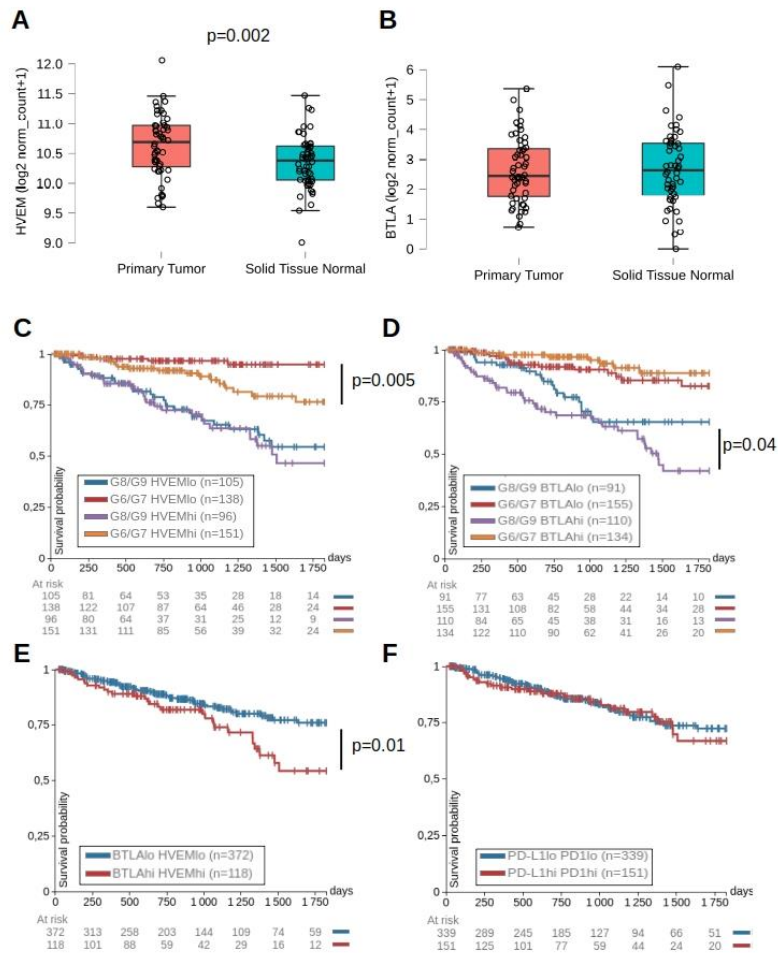 A
p=0.002
HVEM (log2 norm_count+1)
12.0
11.0
10.5
10.0
9.0
Primary Tumor
Solid Tissue Normal
B
BTLA (log2 norm_count+1)
6
5
4
3
2
1
0
Primary Tumor
Solid Tissue Normal
C
1
0,75
0,5
0,25
0
Survival probability
p=0.005
G8/G9 HVEMlo (n=105)
G6/G7 HVEMlo (n=138)
G8/G9 HVEMhi (n=96)
G6/G7 HVEMhi (n=151)
0 250 500 750 1 000 1 250 1 500 1 825 days
At risk
105 81 64 53 35 28 18 14
138 122 107 87 64 46 28 24
96 80 64 37 31 25 12 9
151 131 111 85 56 39 32 24
D
1
0,75
0,5
0,25
0
Survival probability
p=0.04
G8/G9 BTLAlo (n=91)
G6/G7 BTLAlo (n=155)
G8/G9 BTLAhi (n=110)
G6/G7 BTLAhi (n=134)
0 250 500 750 1 000 1 250 1 500 1 825 days
At risk
91 77 63 45 28 22 14 10
155 131 108 82 58 44 34 28
110 84 65 45 38 31 16 13
134 122 110 90 62 41 26 20
E
1
0,75
0,5
0,25
0
Survival probability
p=0.01
BTLAlo HVEMlo (n=372)
BTLAhi HVEMhi (n=118)
0 250 500 750 1 000 1 250 1 500 1 825 days
At risk
372 313 258 203 144 109 74 59
118 101 88 59 42 29 16 12
F
1
0,75
0,5
0,25
0
Survival probability
PD-L1lo PD1lo (n=339)
PD-L1hi PD1hi (n=151)
0 250 500 750 1 000 1 250 1 500 1 825 days
At risk
339 289 245 185 127 94 66 51
151 125 101 77 59 44 24 20